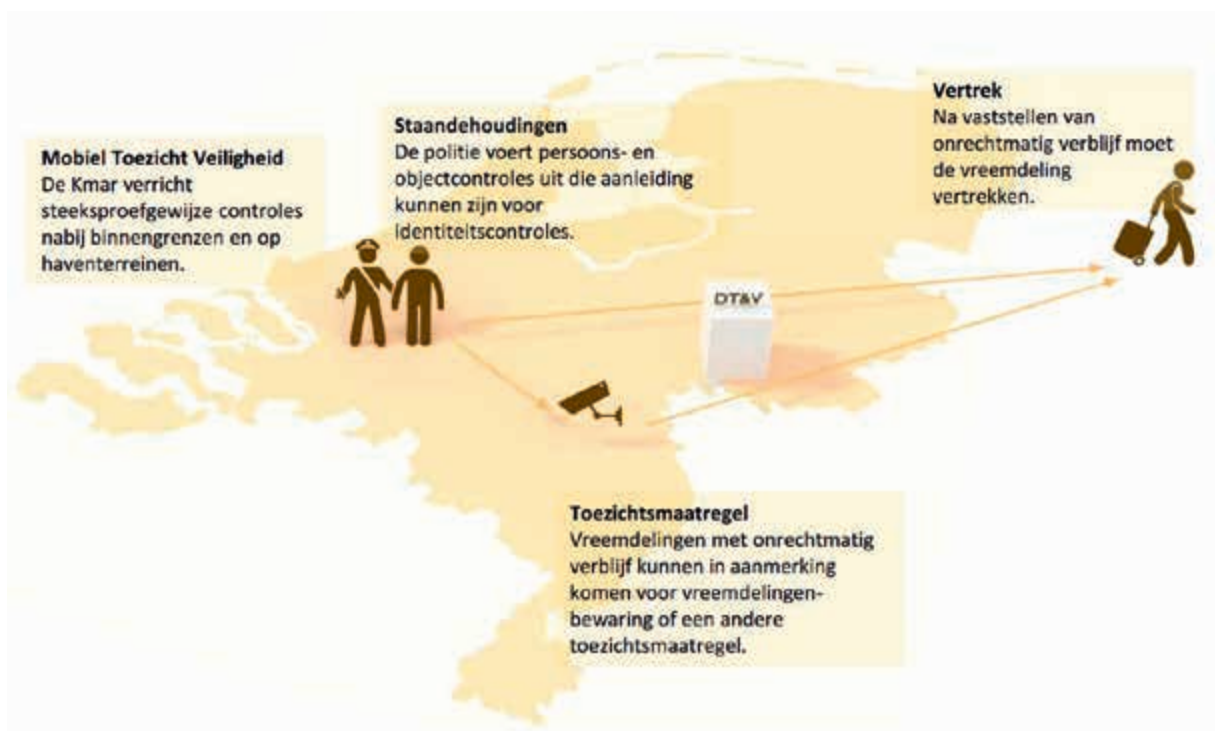 Mobiel Toezicht Veiligheid
De Kmar verricht
steeksproefgewijze controles
nabij binnengrenzen en op
haventerreinen.
Staandehoudingen
De politie voert persoons- en
objectcontroles uit die aanleiding
kunnen zijn voor
identiteitscontroles.
Vertrek
Na vaststellen van
onrechtmatig verblijf moet
de vreemdeling
vertrekken.
DT&V
Toezichtsmaatregel
Vreemdelingen met onrechtmatig
verblijf kunnen in aanmerking
komen voor vreemdelingen-
bewaring of een andere
toezichtsmaatregel.